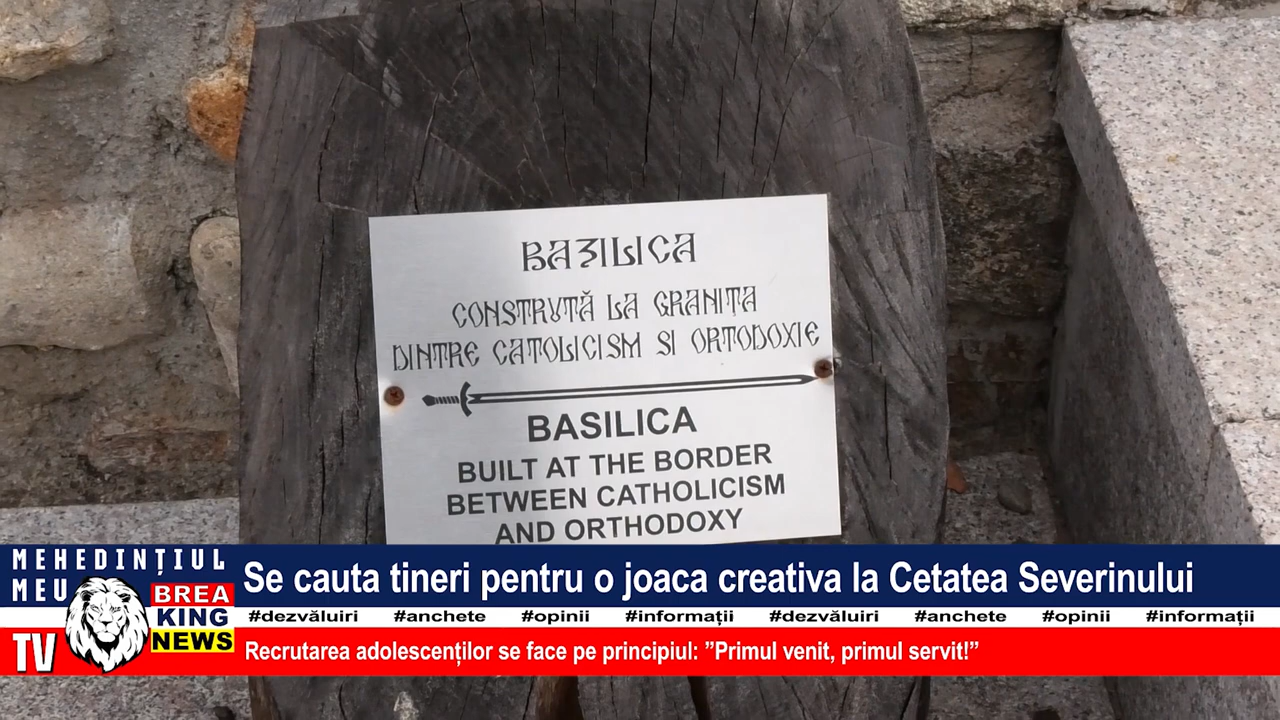 BAZILICA
CONSTRUTĂ LA GRANIȚA
DINTRE CATOLICISM SI ORTODOXIE
BASILICA
BUILT AT THE BORDER
BETWEEN CATHOLICISM
AND ORTHODOXY
MEHEDINȚIUL
MEU
TV
BREA
KING
NEWS
Se cauta tineri pentru o joaca creativa la Cetatea Severinului
#dezvăluiri #anchete #opinii #informații #dezvăluiri #anchete #opinii #informații
Recrutarea adolescenților se face pe principiul: ”Primul venit, primul servit!”